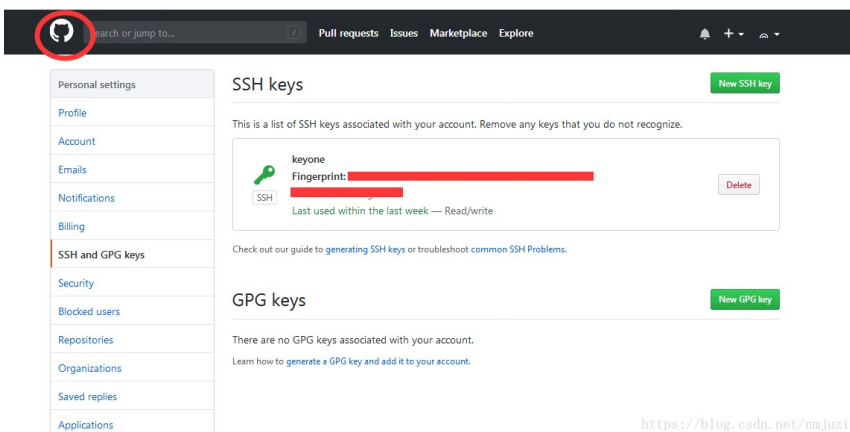 Search or jump to...
/
Pull requests Issues Marketplace Explore
Personal settings
Profile
Account
Emails
Notifications
Billing
SSH and GPG keys
Security
Blocked users
Repositories
Organizations
Saved replies
Applications
SSH keys
New SSH key
This is a list of SSH keys associated with your account. Remove any keys that you do not recognize.
keyone
Fingerprint:
SSH
Last used within the last week — Read/write
Delete
Check out our guide to generating SSH keys or troubleshoot common SSH Problems.
GPG keys
New GPG key
There are no GPG keys associated with your account.
Learn how to generate a GPG key and add it to your account.
https://blog.csdn.net/nmjuzi